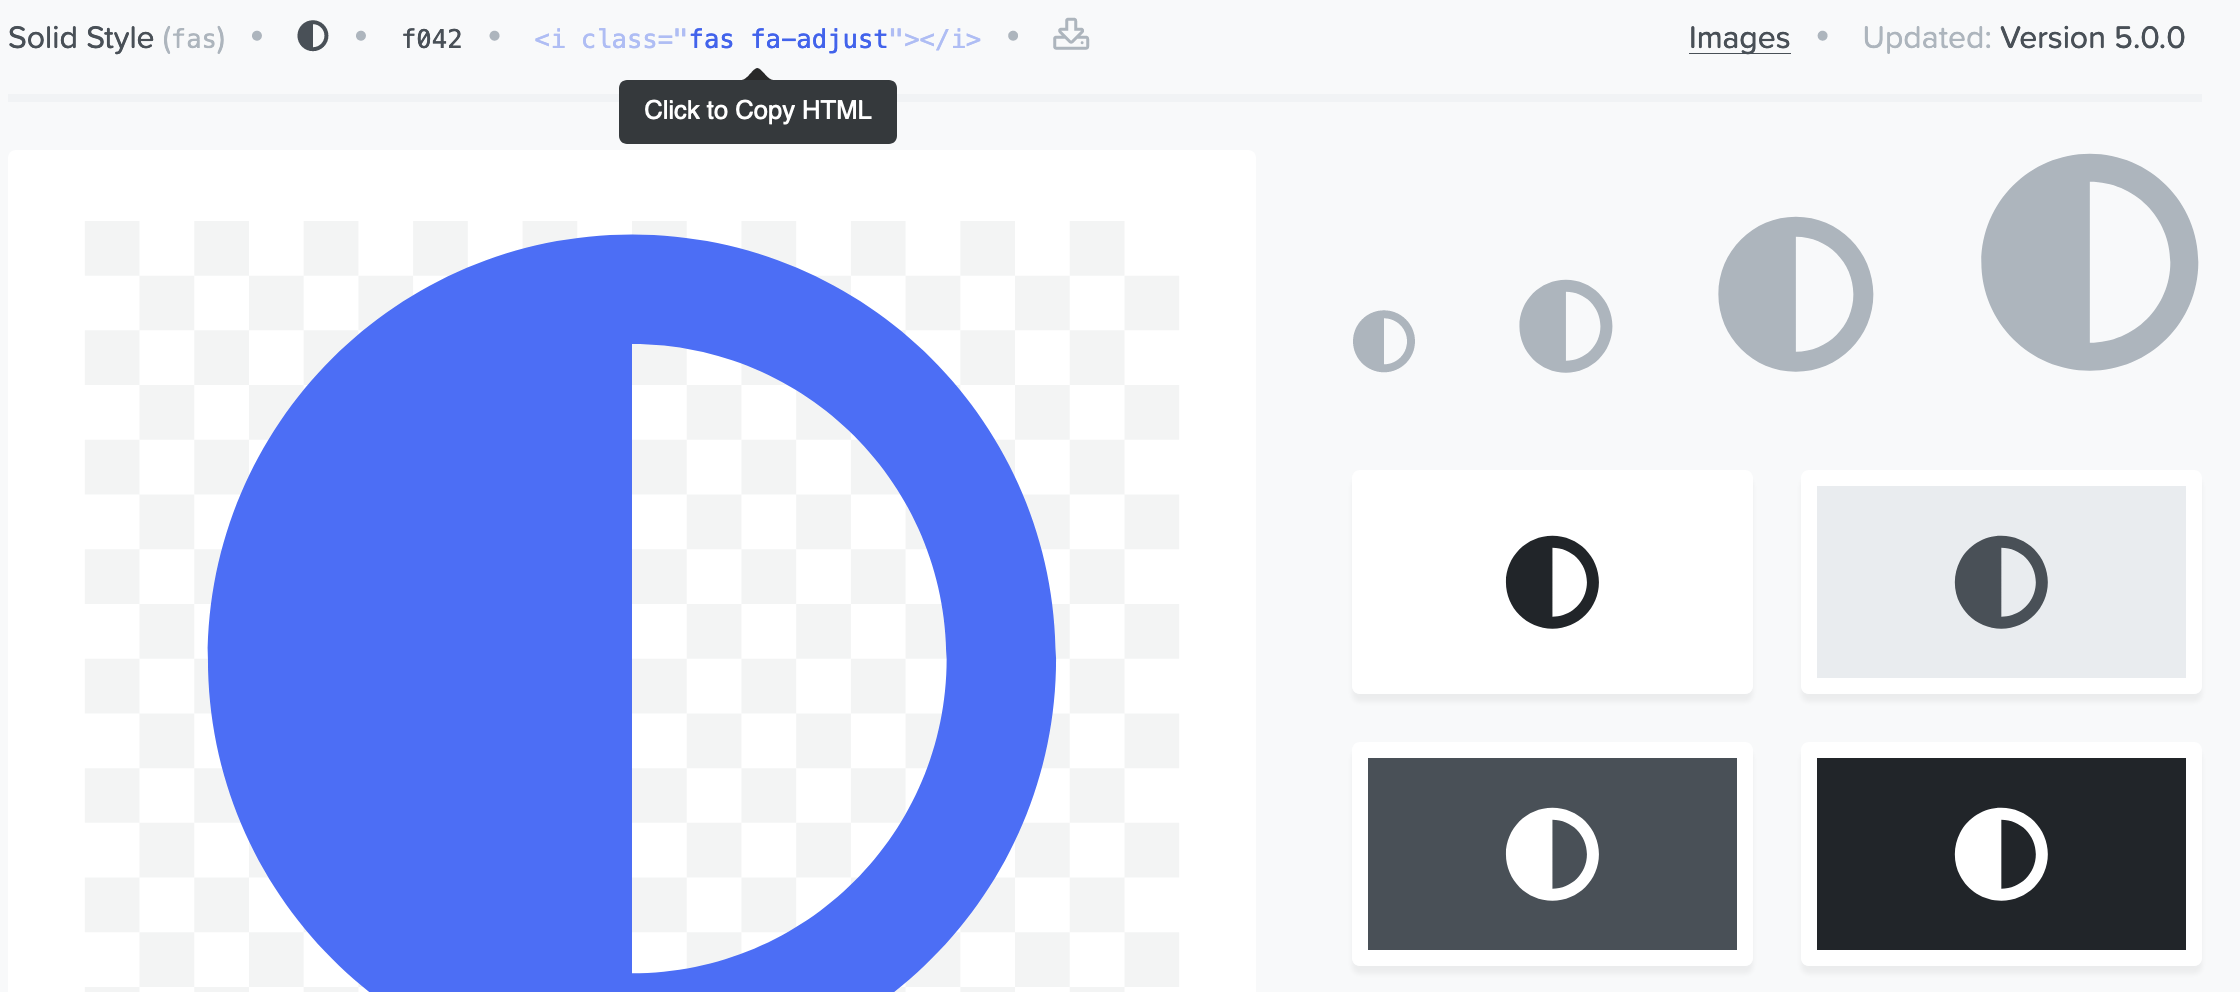 Solid Style (fas) • • f042 • <i class="fas fa-adjust"></i> • Images • Updated: Version 5.0.0
Click to Copy HTML